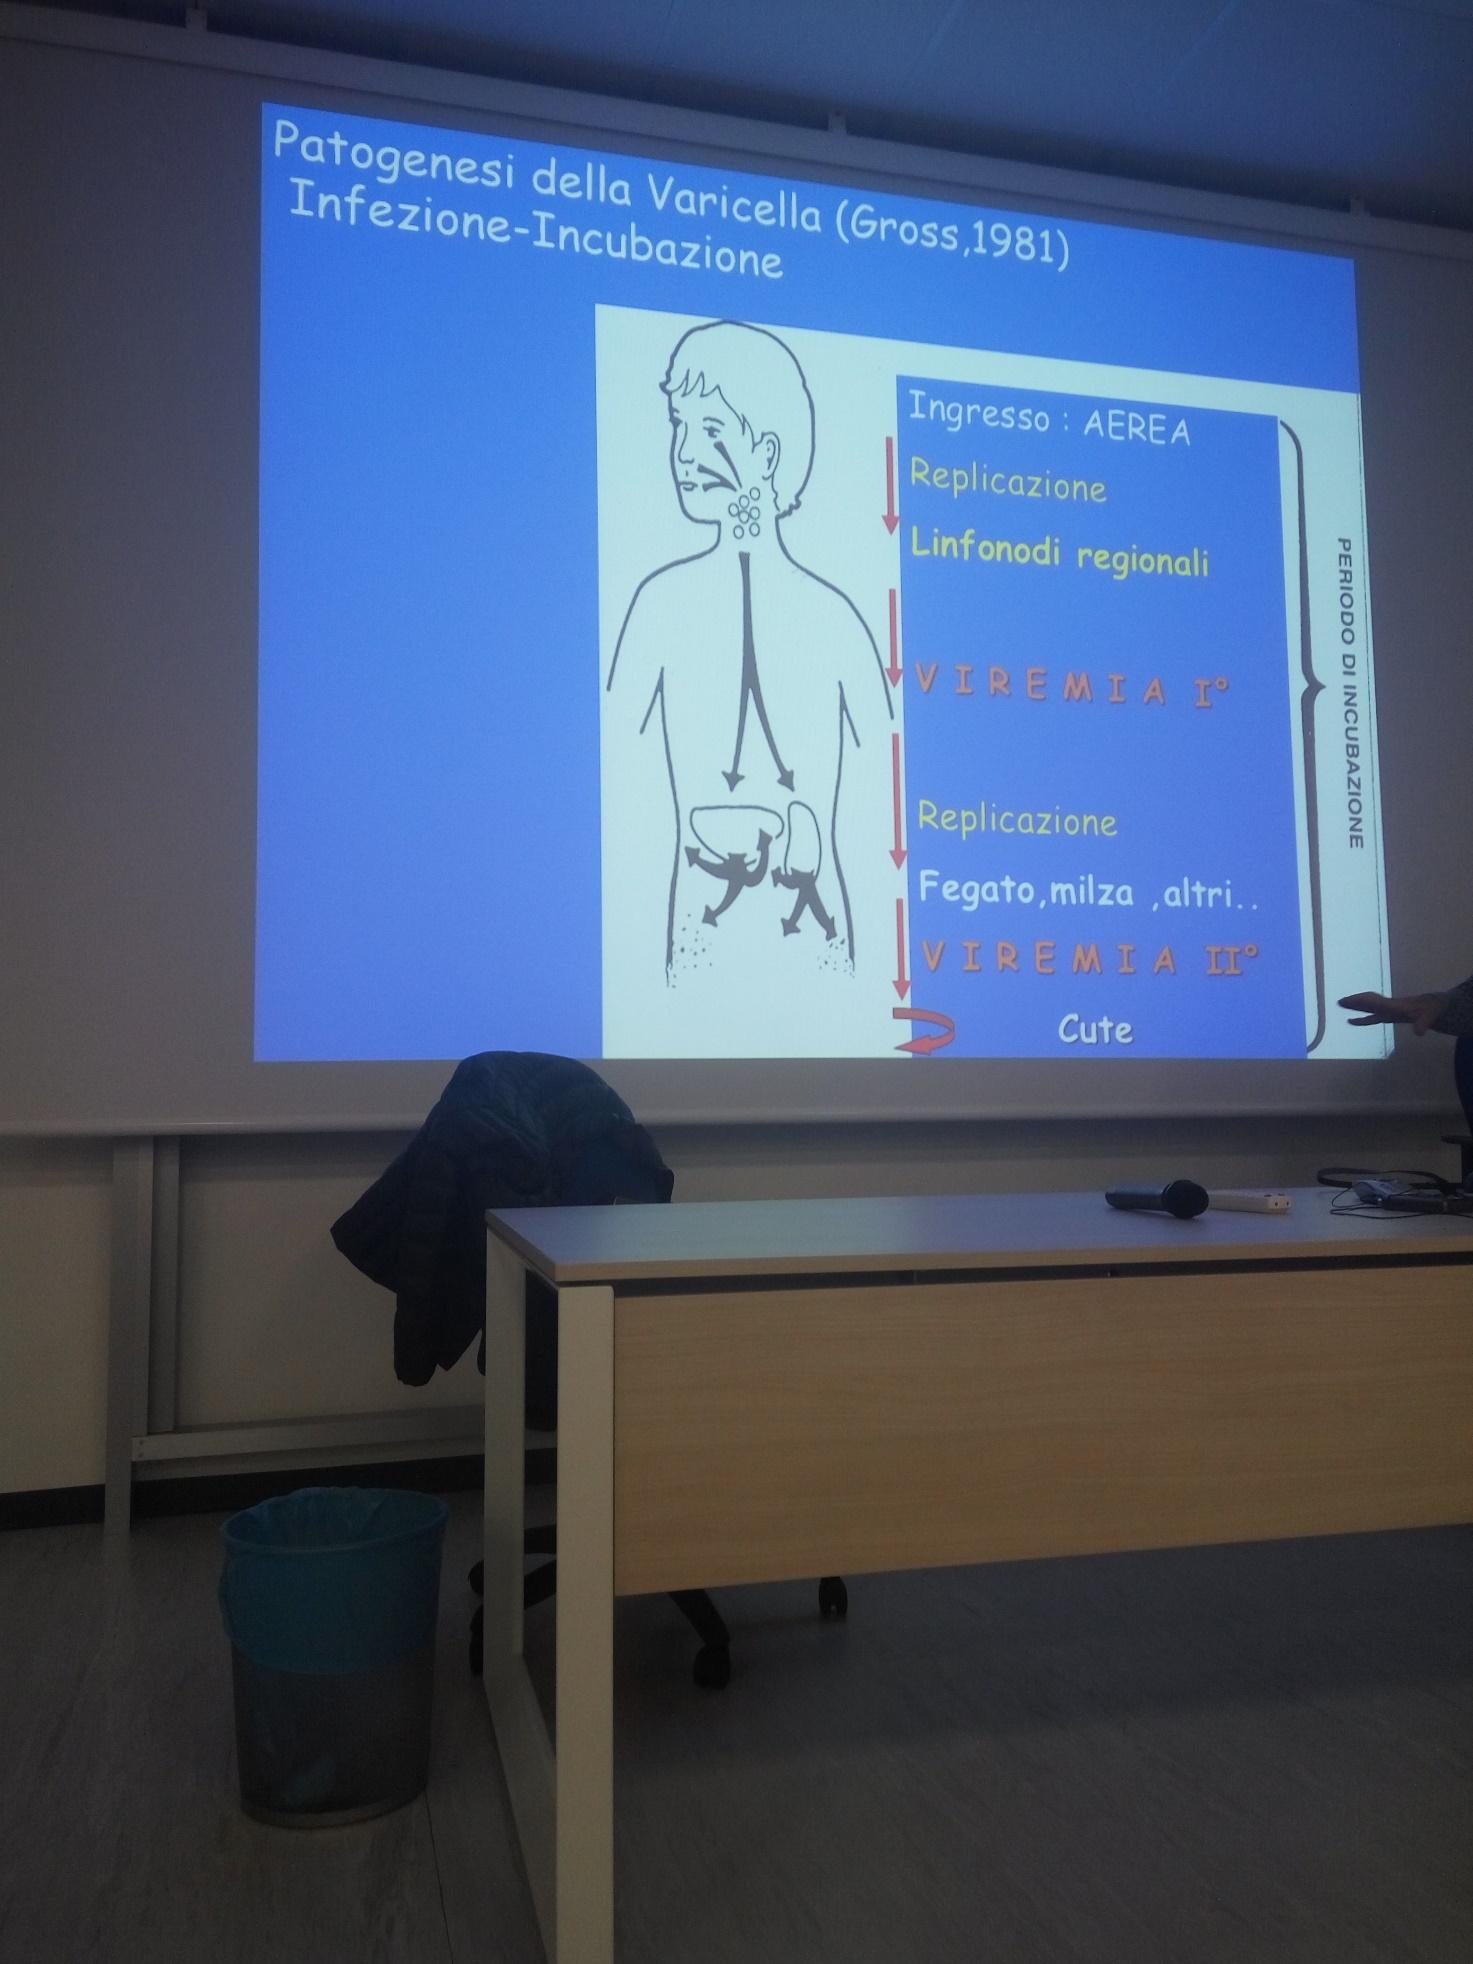 Patogenesi della Varicella (Gross,1981)
Infezione-Incubazione
Ingresso : AEREA
Replicazione
Linfonodi regionali
VIREMIA I°
Replicazione
Fegato,milza ,altri..
VIREMIA II°
Cute
PERIODO DI INCUBAZIONE